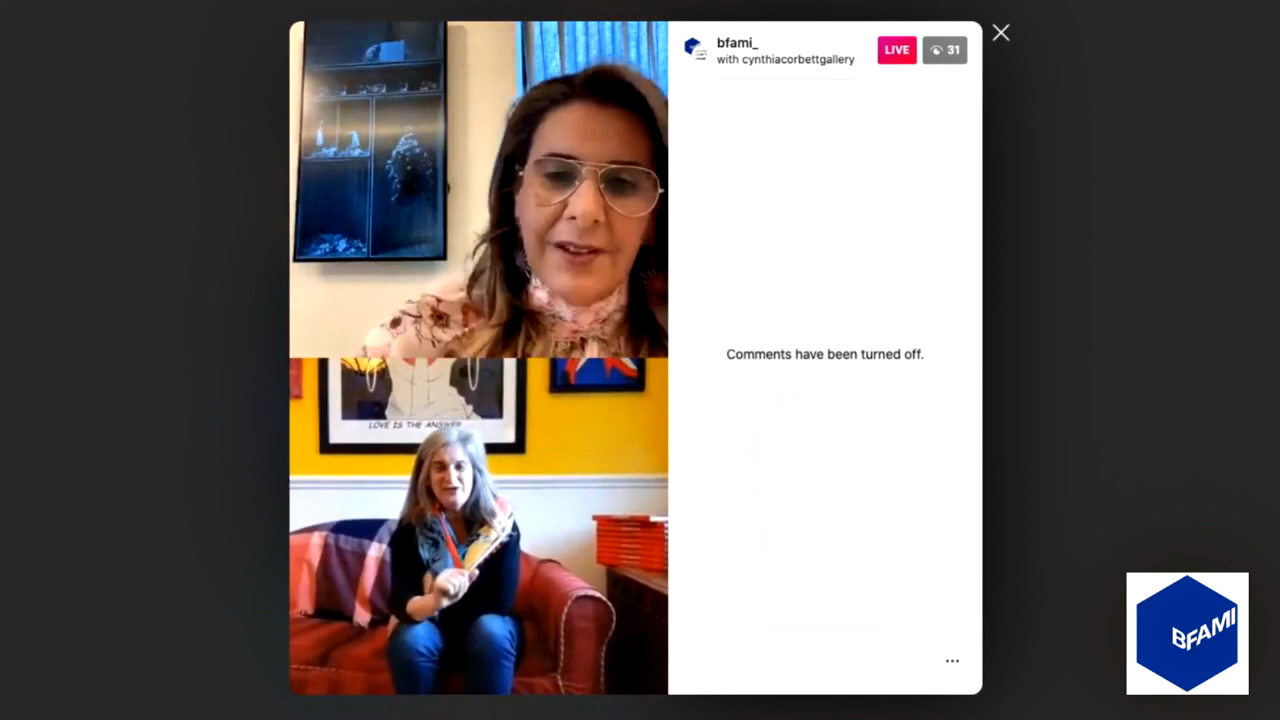 bfami_
with cynthiacorbettgallery
LIVE
31
Comments have been turned off.
LOVE IS THE ANSWER
BFAMI